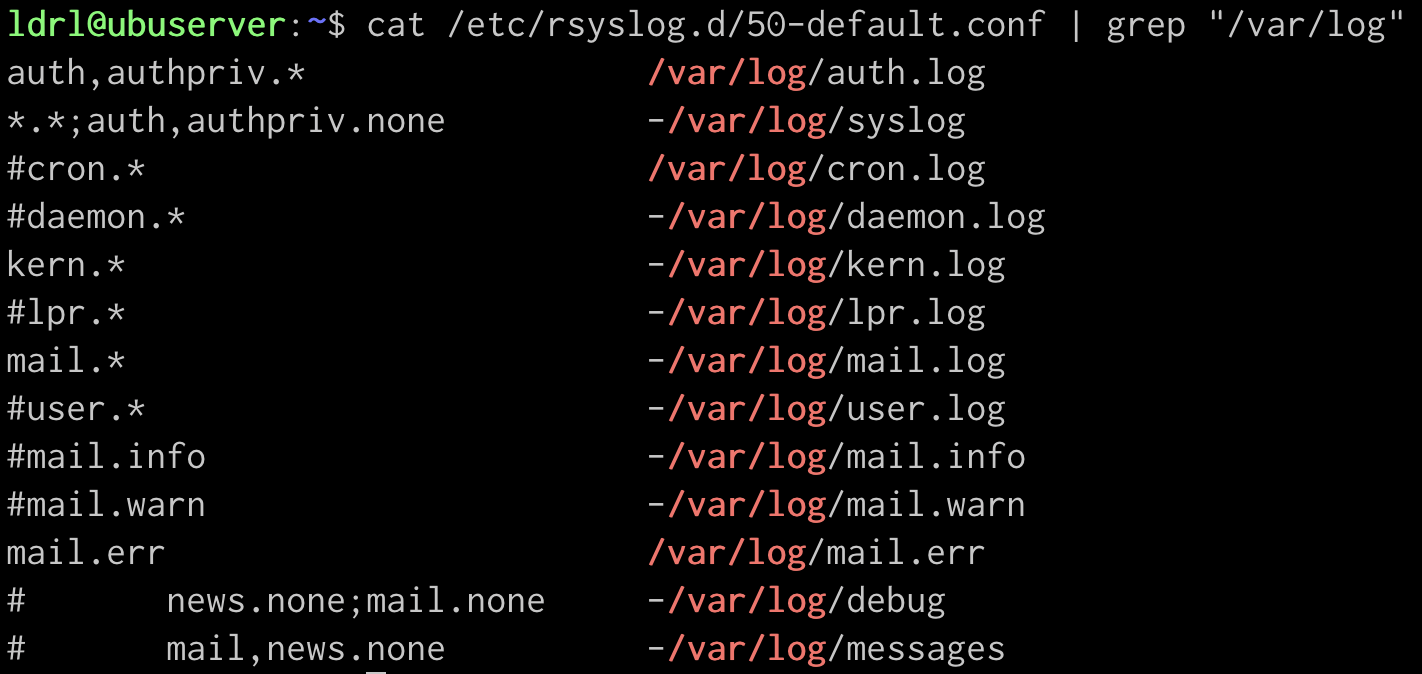 ldrl@ubuserver:~$ cat /etc/rsyslog.d/50-default.conf | grep "/var/log"
auth,authpriv.*                 /var/log/auth.log
*.*;auth,authpriv.none          -/var/log/syslog
#cron.*                         /var/log/cron.log
#daemon.*                       -/var/log/daemon.log
kern.*                          -/var/log/kern.log
#lpr.*                          -/var/log/lpr.log
mail.*                          -/var/log/mail.log
#user.*                         -/var/log/user.log
#mail.info                      -/var/log/mail.info
#mail.warn                      -/var/log/mail.warn
mail.err                        /var/log/mail.err
#       news.none;mail.none     -/var/log/debug
#       mail,news.none          -/var/log/messages